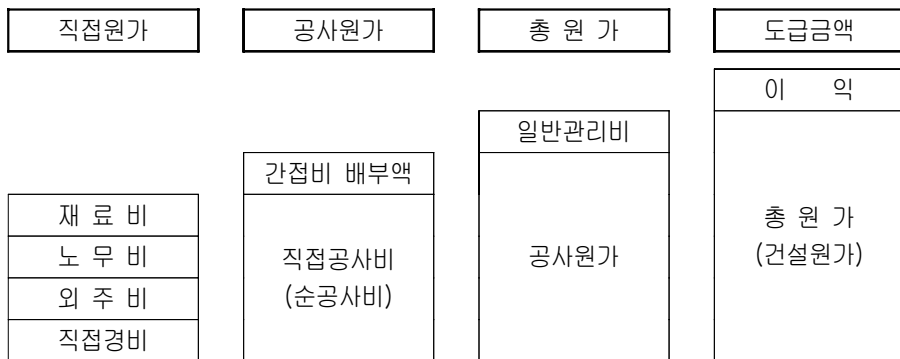 직접원가
공사원가
총 원 가
도급금액
이 익
일반관리비
간접비 배부액
재 료 비
노 무 비
외 주 비
직접경비
직접공사비
(순공사비)
공사원가
총 원 가
(건설원가)